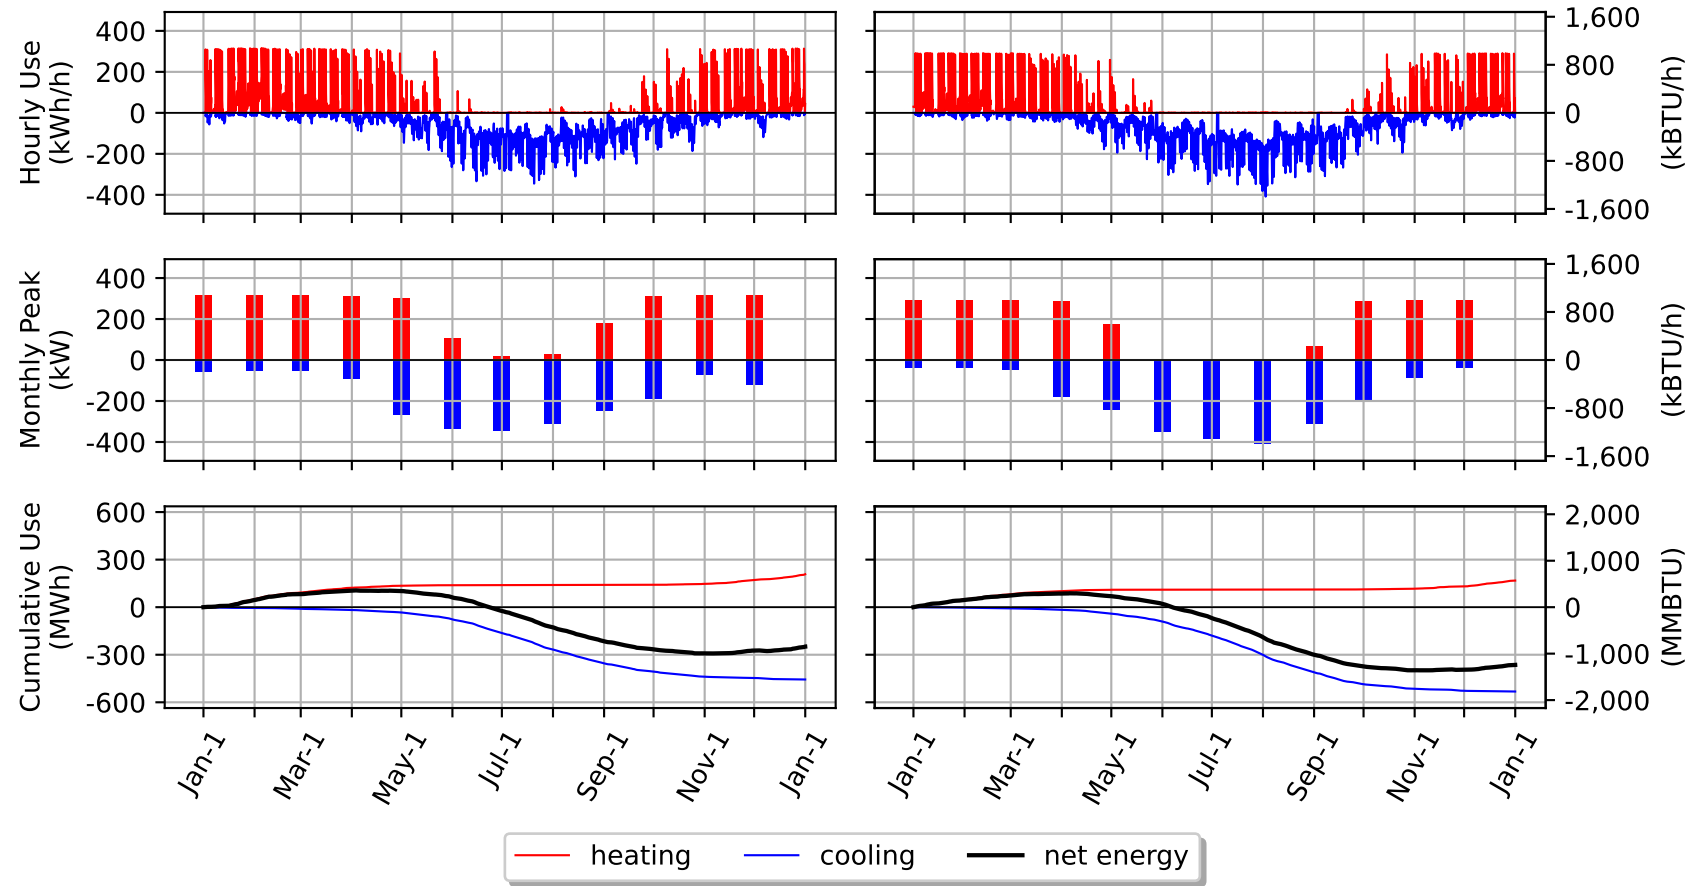 Hourly Use
(kWh/h)
400
200
0
-200
-400
1,600
800
0
-800
-1,600
(kBTU/h)
Monthly Peak
(kW)
400
200
0
-200
-400
1,600
800
0
-800
-1,600
(kBTU/h)
Cumulative Use
(MWh)
600
300
0
-300
-600
2,000
1,000
0
-1,000
-2,000
(MMBTU)
Jan-1 Mar-1 May-1 Jul-1 Sep-1 Nov-1 Jan-1
Jan-1 Mar-1 May-1 Jul-1 Sep-1 Nov-1 Jan-1
heating cooling net energy